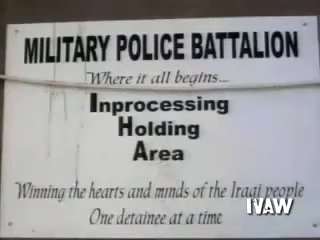 MILITARY POLICE BATTALION
Where it all begins...
Inprocessing
Holding
Area
Winning the hearts and minds of the Iraqi people
One detainee at a time
IVAW